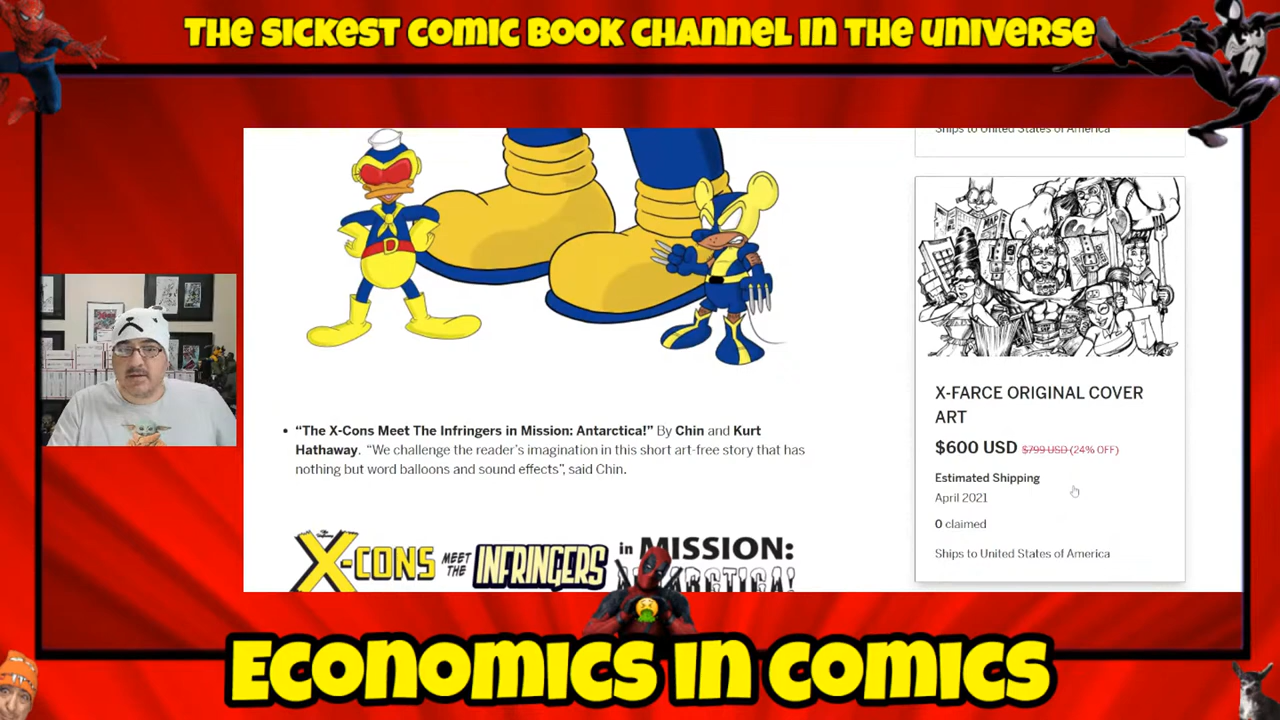 THE SICKEST COMIC BOOK CHANNEL IN THE UNIVERSE
Ships to United States of America
MAP
X-FARCE ORIGINAL COVER
ART
$600 USD $799 USD (24% OFF)
Estimated Shipping
April 2021
0 claimed
Ships to United States of America
• “The X-Cons Meet The Infringers in Mission: Antarctica!” By Chin and Kurt
Hathaway. “We challenge the reader’s imagination in this short art-free story that has
nothing but word balloons and sound effects”, said Chin.
X-CONS MEET THE INFRINGERS in MISSION:
ECONOMICS IN COMICS